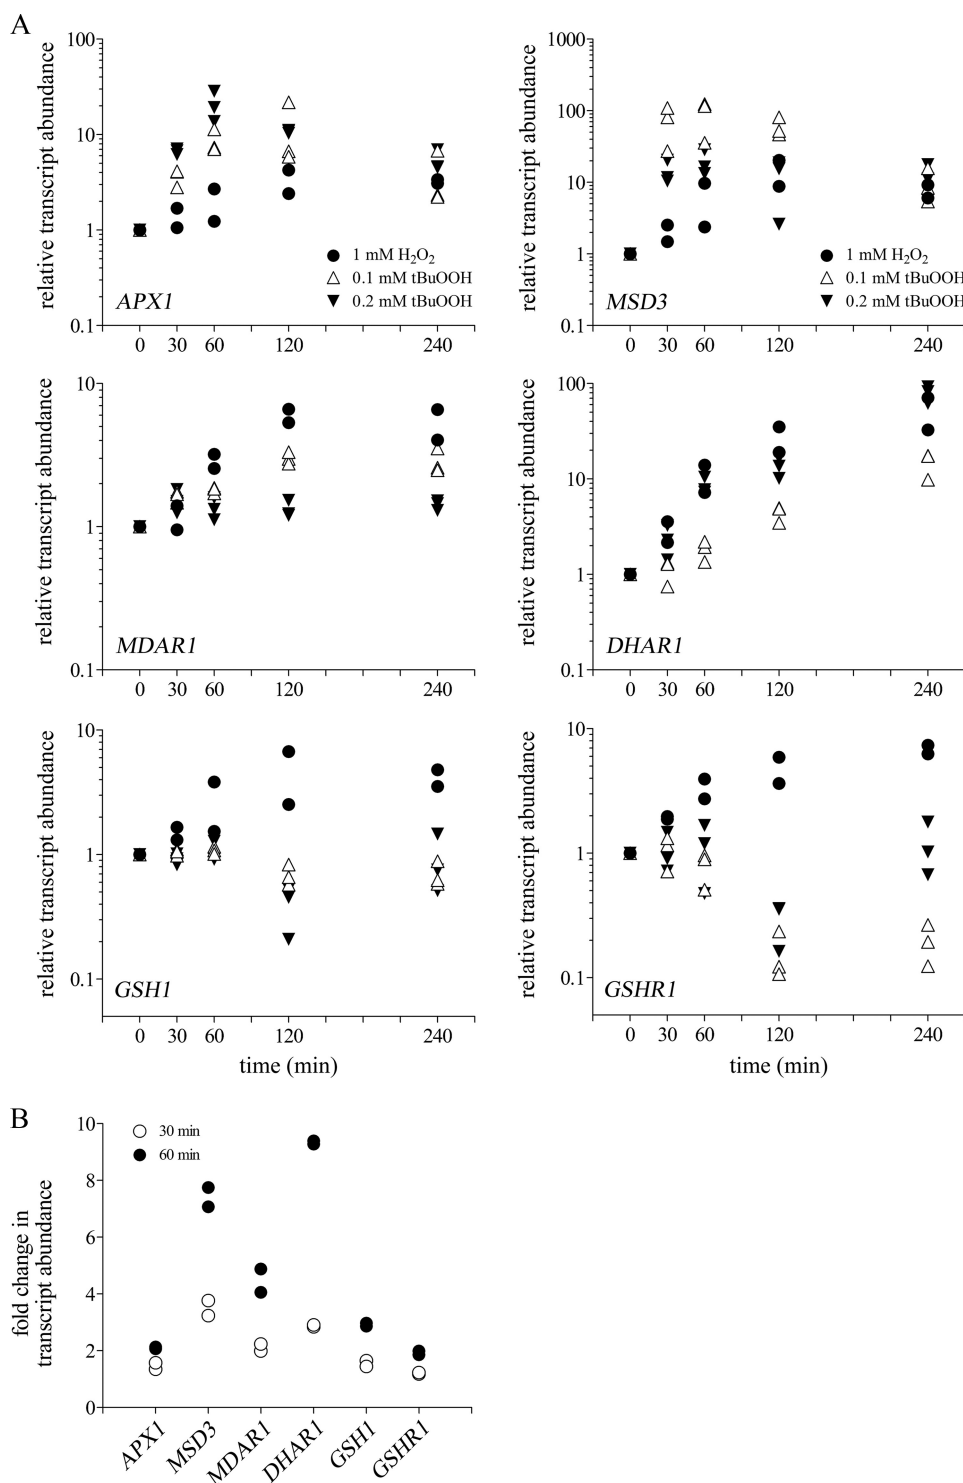 A
relative transcript abundance
100
10
1
0.1
1 mM H₂O₂
0.1 mM tBuOOH
0.2 mM tBuOOH
APX1
0 30 60 120 240
relative transcript abundance
1000
100
10
1
0.1
1 mM H₂O₂
0.1 mM tBuOOH
0.2 mM tBuOOH
MSD3
0 30 60 120 240
relative transcript abundance
10
1
0.1
MDAR1
0 30 60 120 240
relative transcript abundance
100
10
1
0.1
DHAR1
0 30 60 120 240
relative transcript abundance
10
1
0.1
GSH1
0 30 60 120 240
time (min)
relative transcript abundance
10
1
0.1
GSHR1
0 30 60 120 240
time (min)
B
fold change in
transcript abundance
10
8
6
4
2
0
30 min
60 min
APX1
MSD3
MDAR1
DHAR1
GSH1
GSHR1